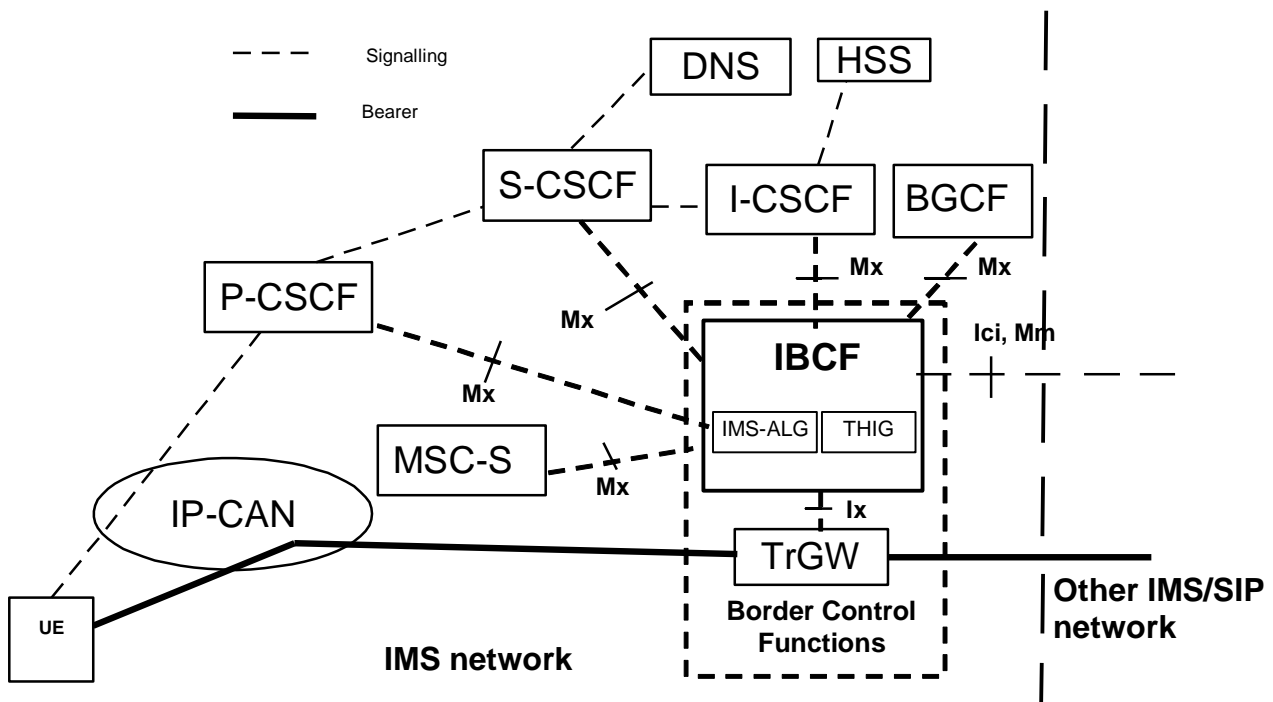 Signalling
DNS
HSS
Bearer
S-CSCF
I-CSCF
BGCF
P-CSCF
Mx
Mx
Mx
Ici, Mm
IBCF
Mx
IMS-ALG
THIG
MSC-S
Mx
IP-CAN
Ix
TrGW
UE
Border Control
Functions
Other IMS/SIP
network
IMS network